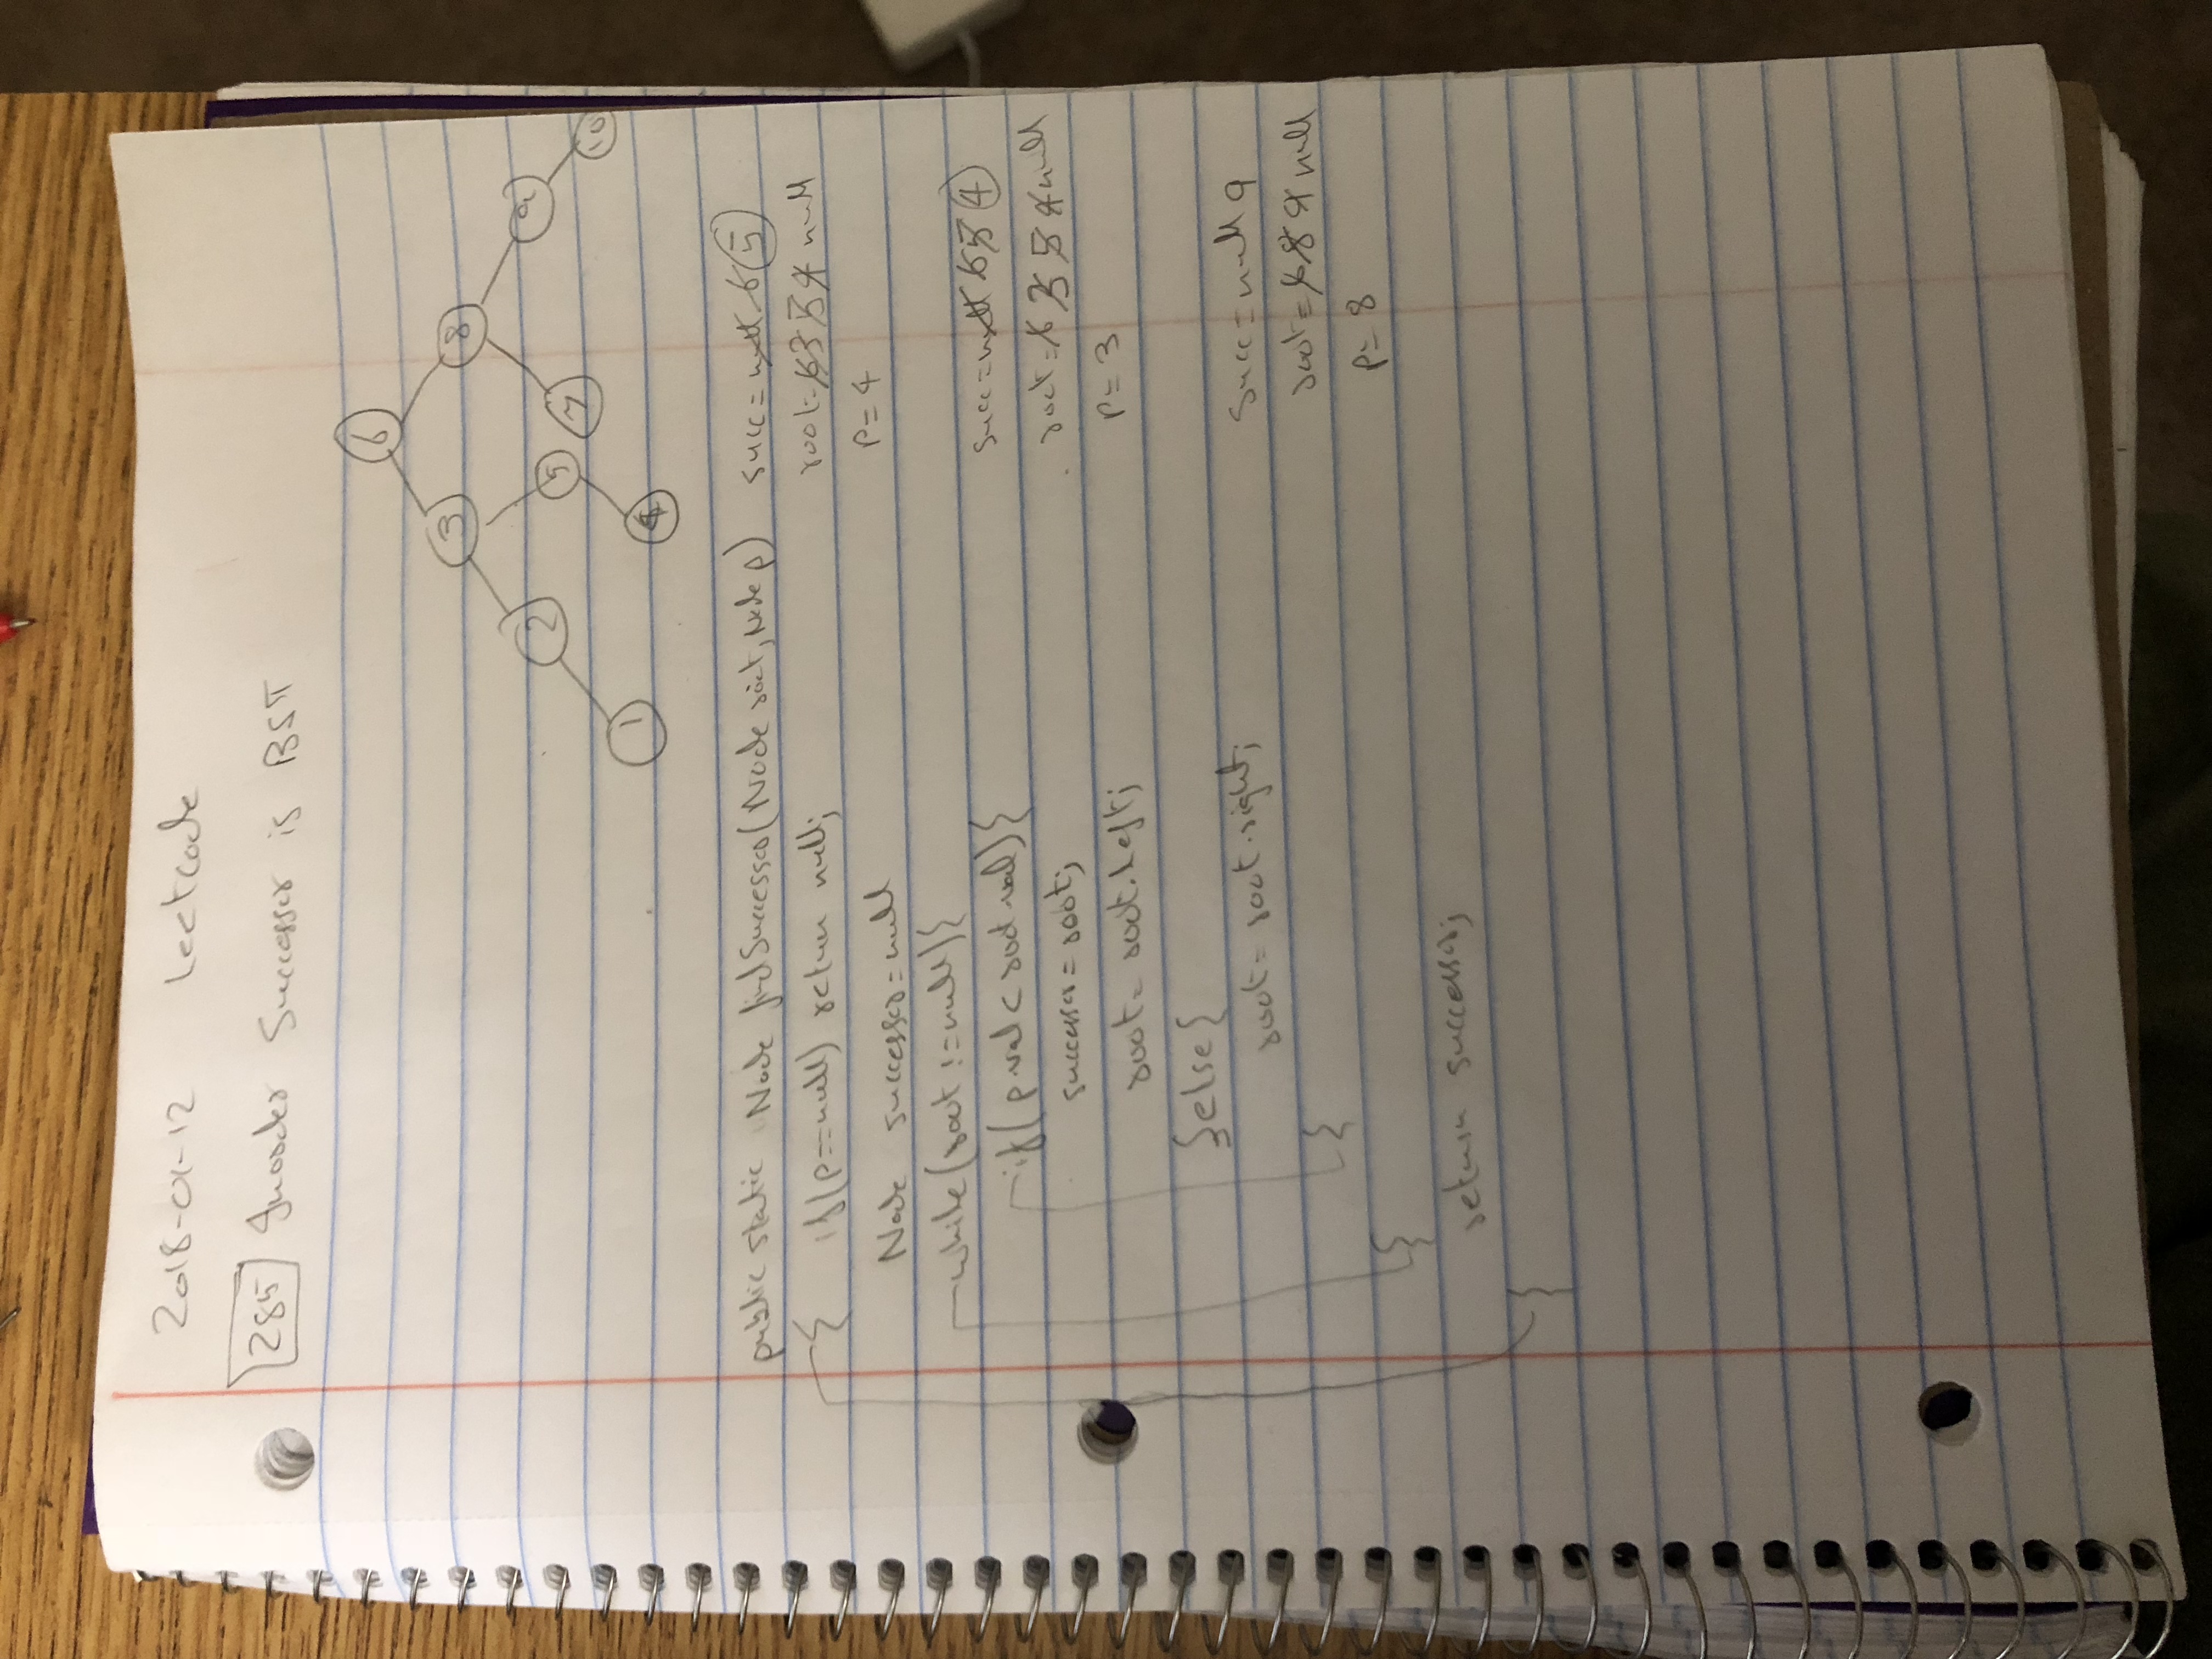 2018-01-12 Leetcode
285 Inorder Successor is BST
6
3 8
2 5 7 9
1 4 10
public static Node findSuccessor(Node root, Node p)
{ if(p==null) return null;
Node successor=null
while(root !=null){
if( p.val < root.val){
successor = root;
root = root.left;
}else{
root = root.right;
}
}
return successor;
}
succ = null 6 5
root = 6 3 5 4 null
P = 4
succ = null 6 5 4
root = 6 3 5 4 null
P = 3
succ = null 9
root = 6 8 9 null
P = 8